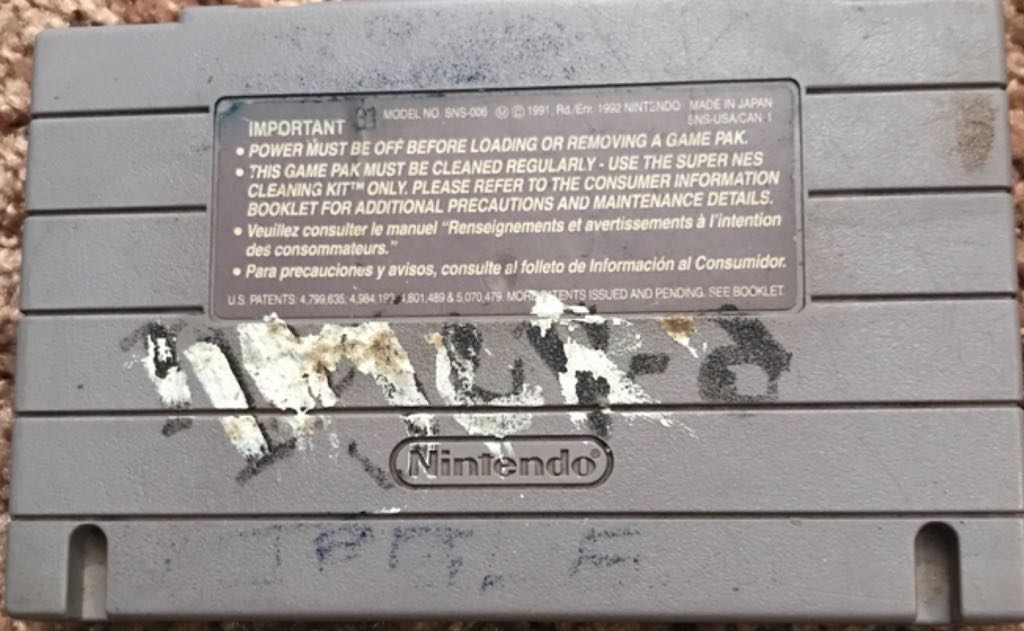 MODEL NO. SNS-006 Ⓜ © 1991, Rd./Enr. 1992 NINTENDO MADE IN JAPAN
IMPORTANT SNS-USA/CAN-1
• POWER MUST BE OFF BEFORE LOADING OR REMOVING A GAME PAK.
• THIS GAME PAK MUST BE CLEANED REGULARLY - USE THE SUPER NES
CLEANING KIT™ ONLY. PLEASE REFER TO THE CONSUMER INFORMATION
BOOKLET FOR ADDITIONAL PRECAUTIONS AND MAINTENANCE DETAILS.
• Veuillez consulter le manuel "Renseignements et avertissements à l'intention
des consommateurs."
• Para precauciones y avisos, consulte al folleto de Información al Consumidor.
U.S. PATENTS: 4,799,635; 4,984,193; 4,801,489 & 5,070,479. MORE PATENTS ISSUED AND PENDING. SEE BOOKLET.
Nintendo®